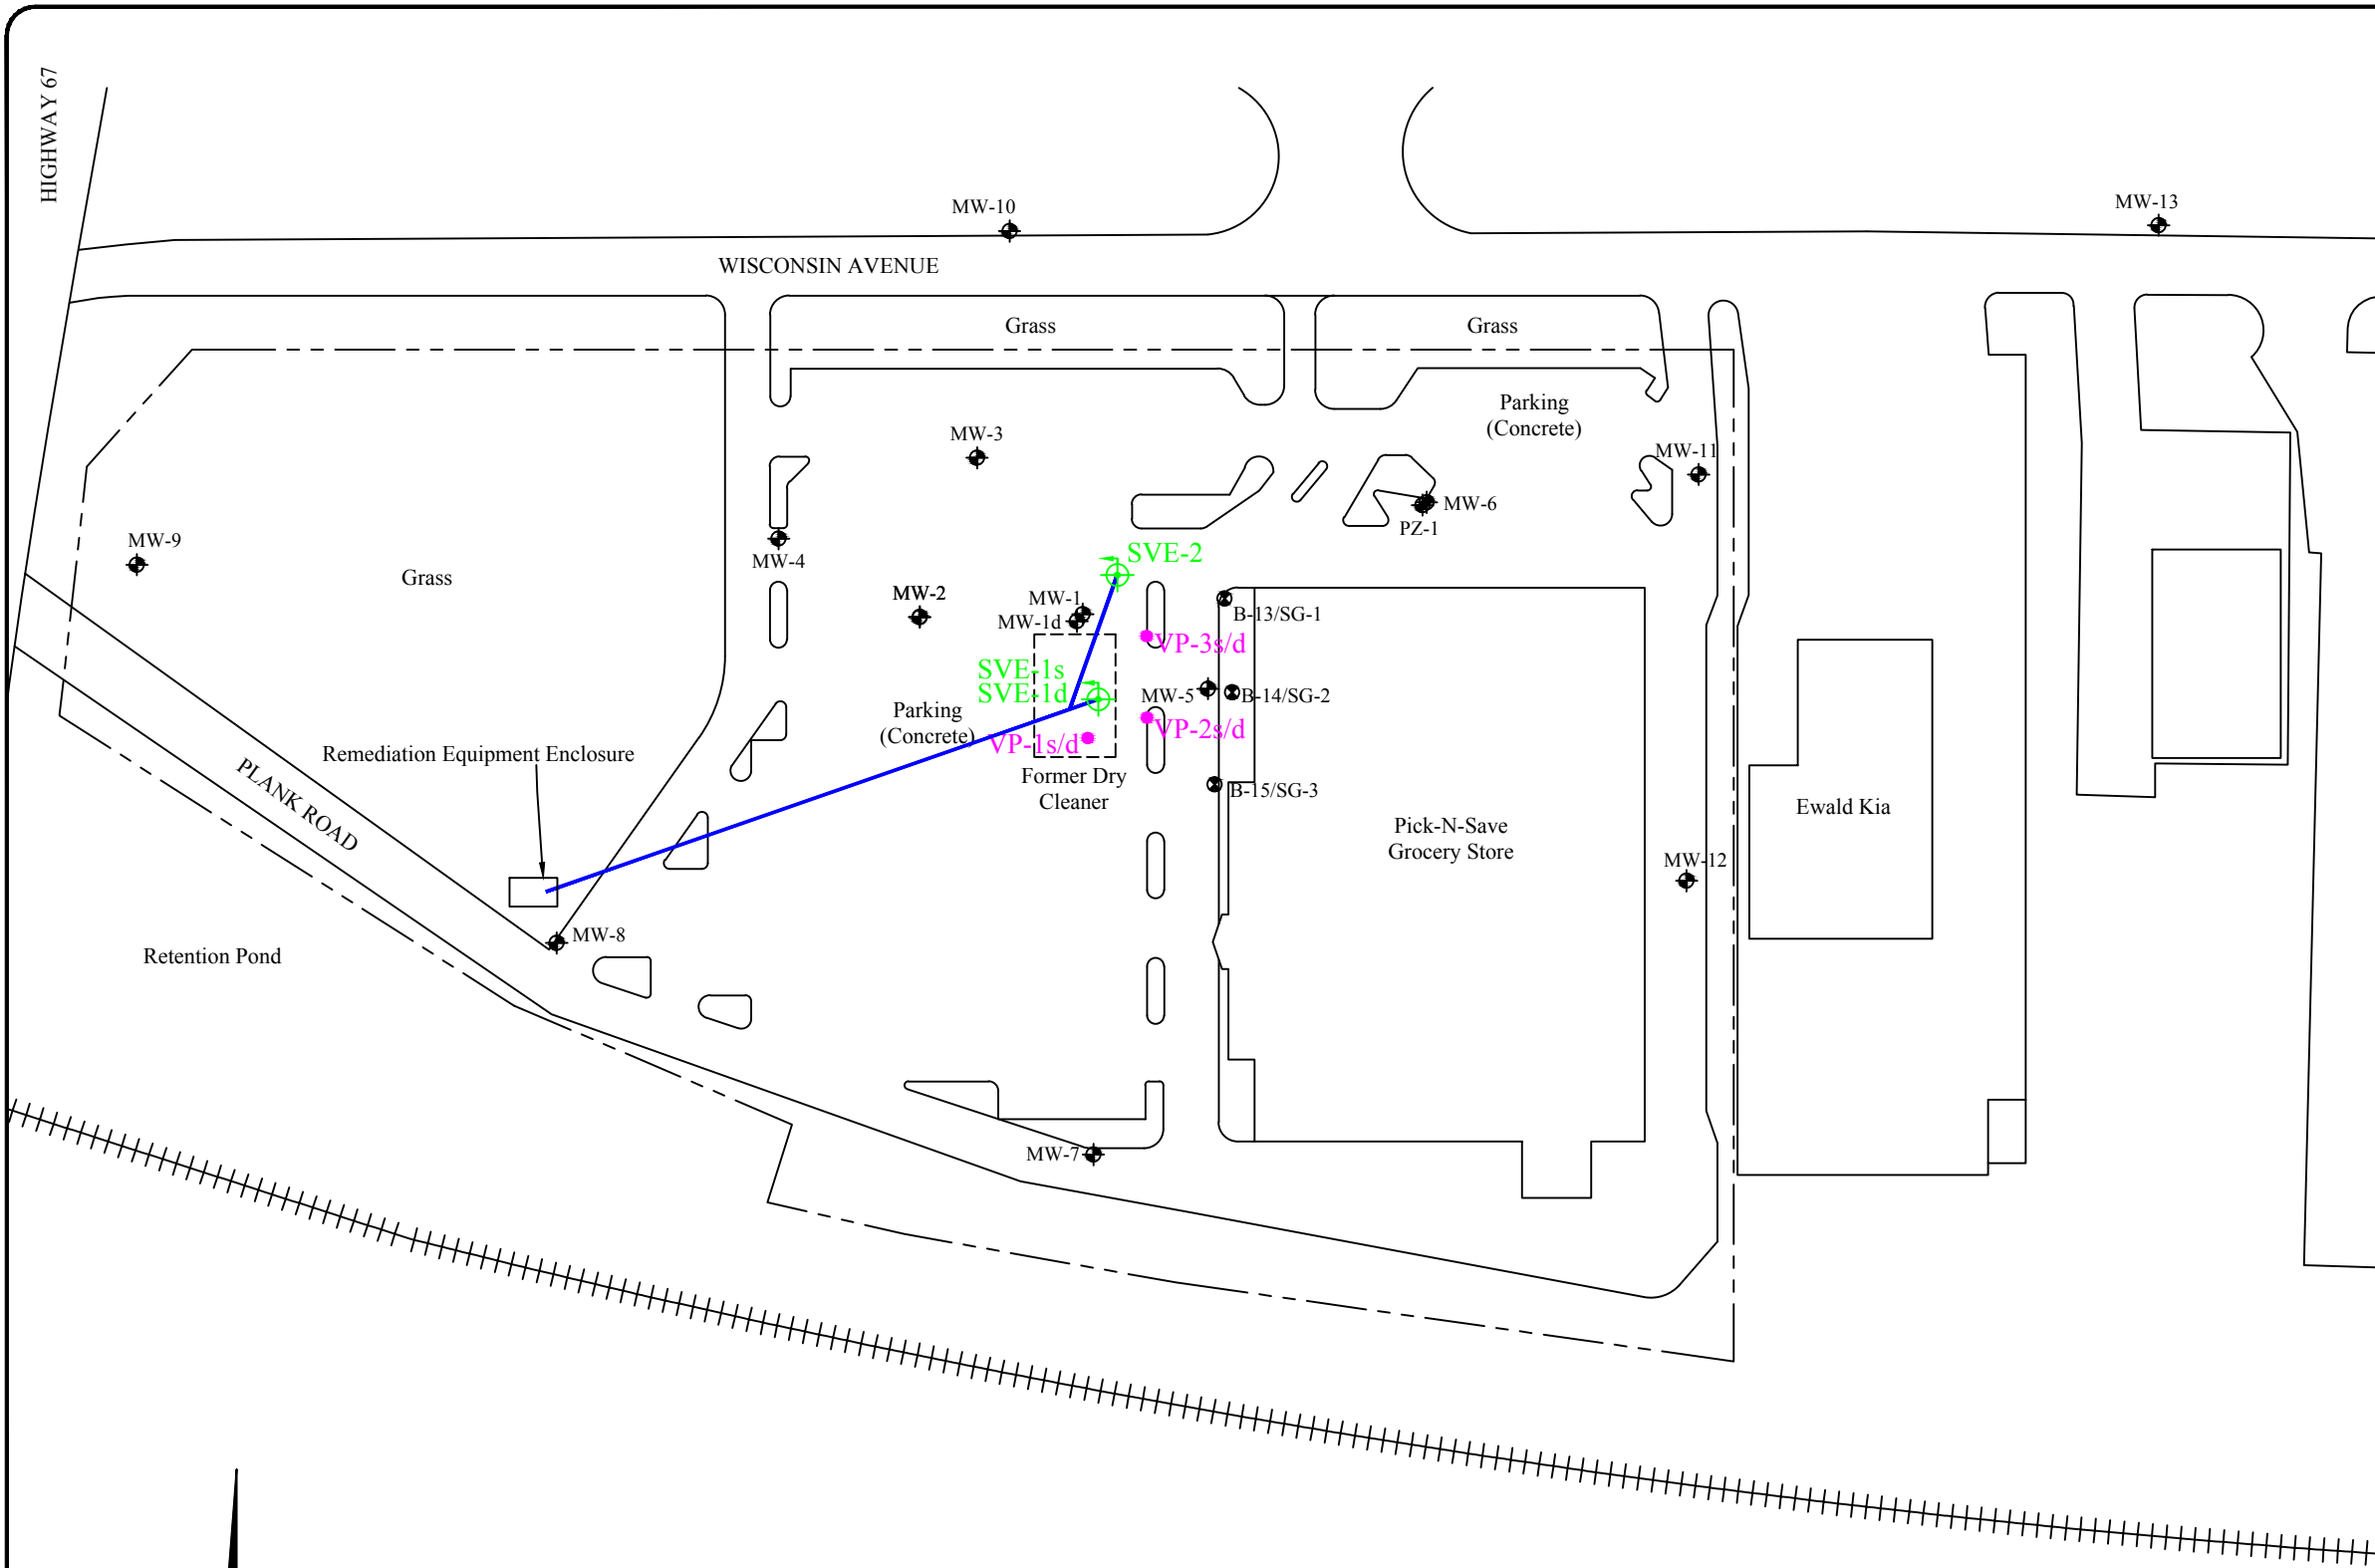 HIGHWAY 67
MW-10
MW-13
WISCONSIN AVENUE
Grass
Grass
Parking
(Concrete)
MW-3
MW-11
MW-6
PZ-1
MW-9
MW-4
SVE-2
Grass
MW-2
MW-1
MW-1d
B-13/SG-1
VP-3s/d
SVE-1s
SVE-1d
MW-5
B-14/SG-2
Parking
(Concrete)
VP-2s/d
VP-1s/d
Remediation Equipment Enclosure
PLANK ROAD
Former Dry
Cleaner
B-15/SG-3
Pick-N-Save
Grocery Store
Ewald Kia
MW-12
MW-8
Retention Pond
MW-7